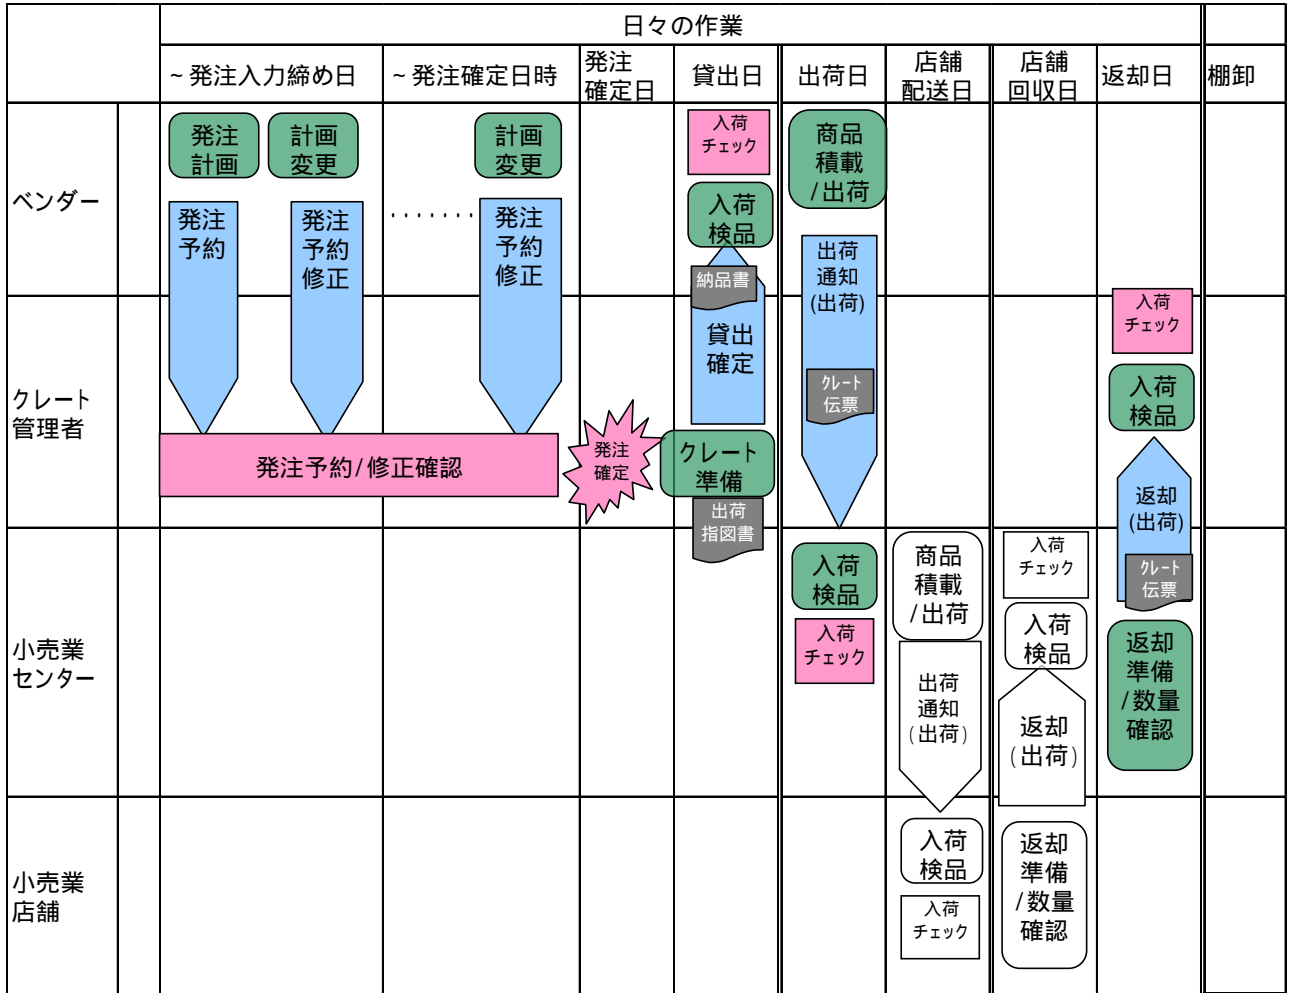 日々の作業
~発注入力締め日
~発注確定日時
発注
確定日
貸出日
出荷日
店舗
配送日
店舗
回収日
返却日
棚卸
ベンダー
発注
計画
計画
変更
計画
変更
入荷
チェック
商品
積載
/出荷
発注
予約
発注
予約
修正
・・・・・・・
発注
予約
修正
入荷
検品
納品書
出荷
通知
(出荷)
クレート
管理者
貸出
確定
クレート
伝票
入荷
チェック
入荷
検品
発注予約/修正確認
発注
確定
クレート
準備
出荷
指図書
返却
(出荷)
クレート
伝票
小売業
センター
入荷
検品
入荷
チェック
商品
積載
/出荷
出荷
通知
(出荷)
入荷
チェック
入荷
検品
返却
(出荷)
返却
準備
/数量
確認
小売業
店舗
入荷
検品
入荷
チェック
返却
準備
/数量
確認